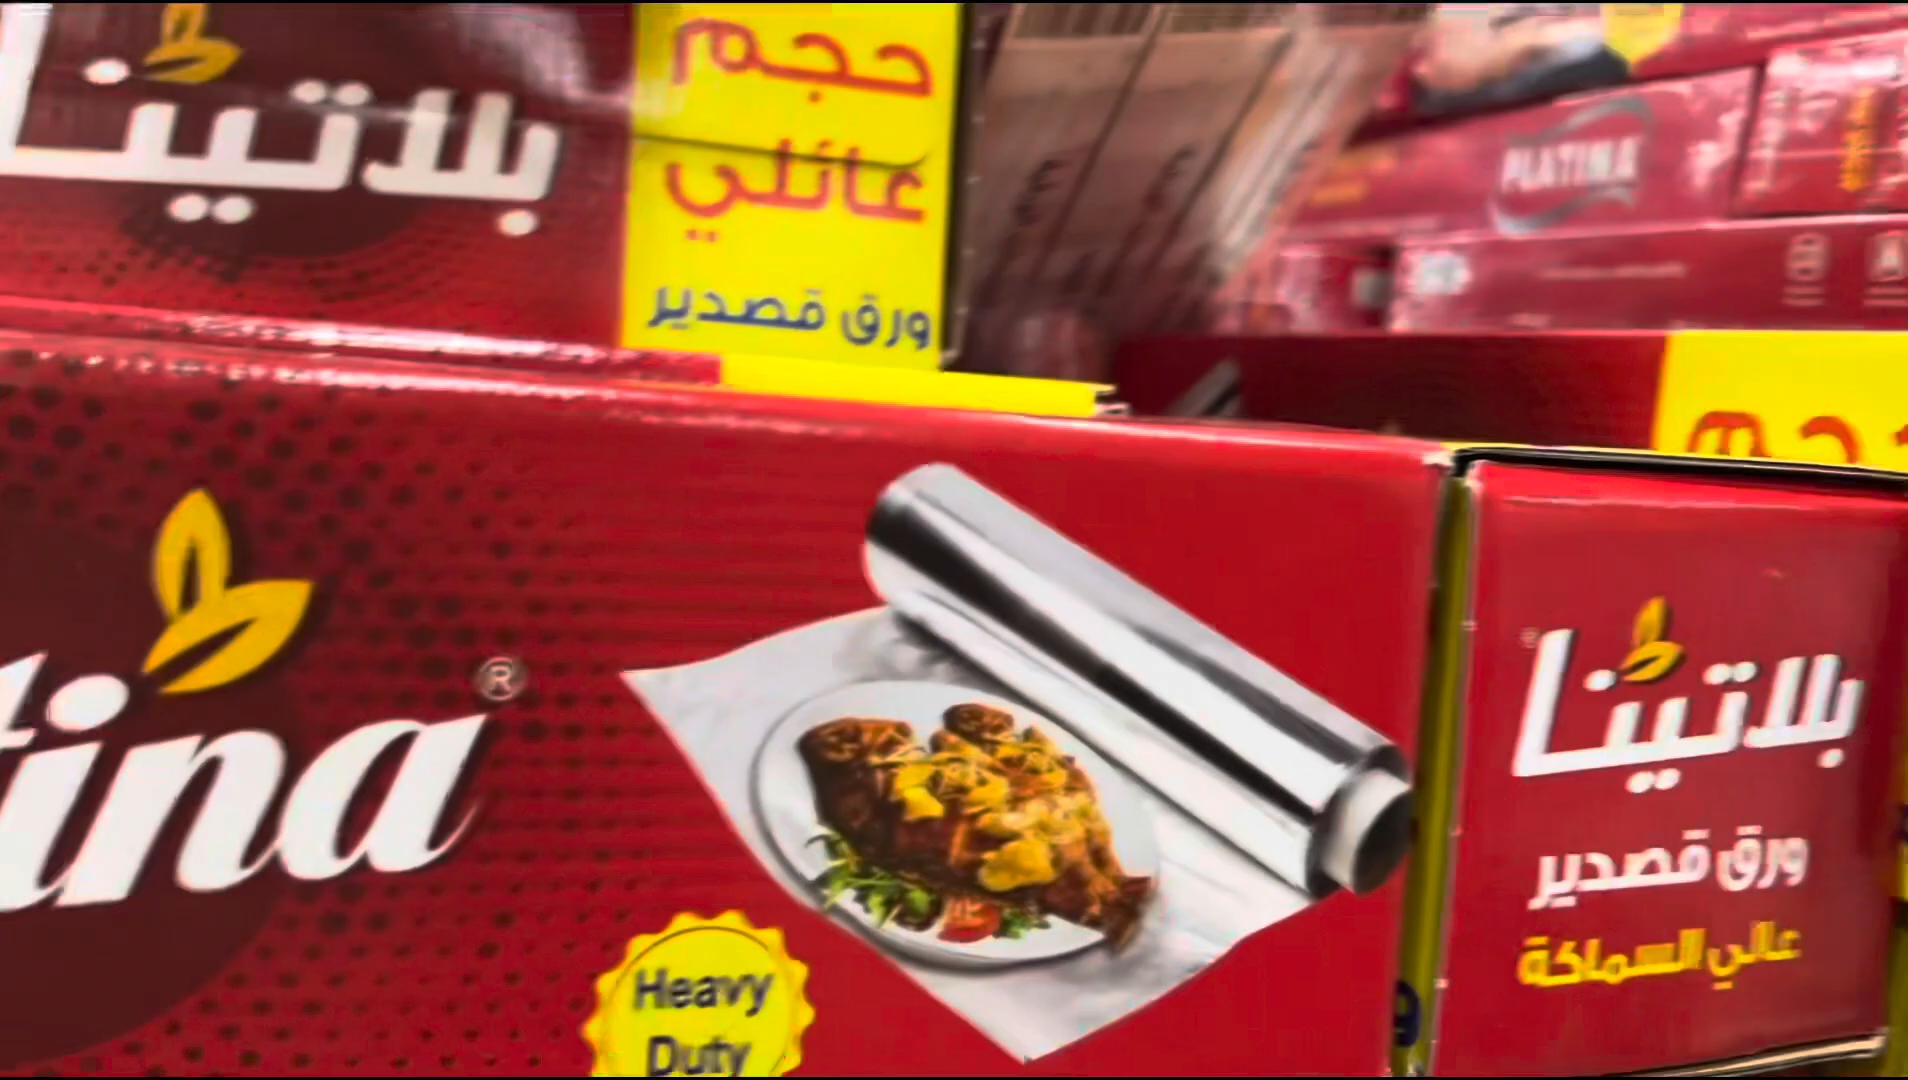 بلاتينا
حجم
عائلي
ورق قصدير
PLATINA
tina®
Heavy
Duty
بلاتينا
ورق قصدير
عالي السماكة